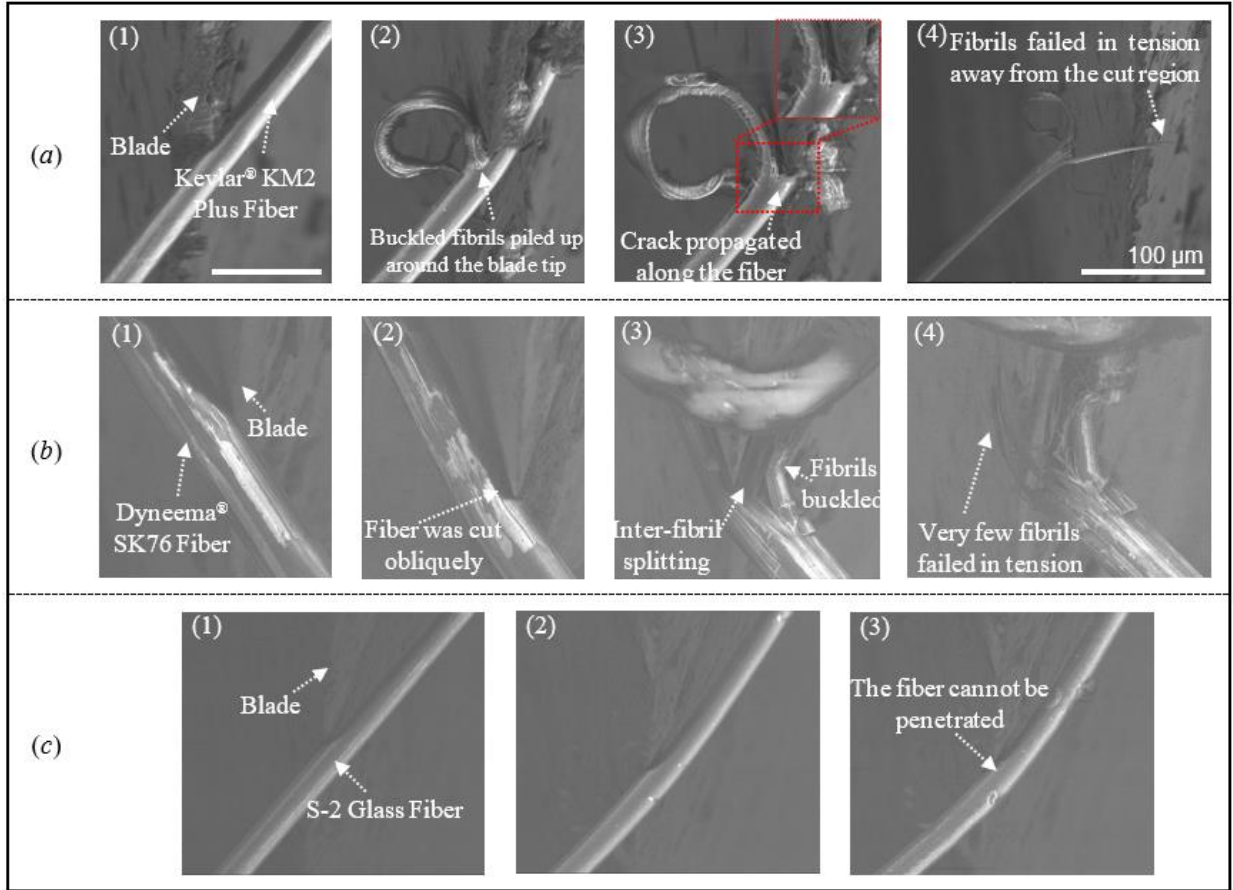 (a)
(1)
Blade
Kevlar® KM2
Plus Fiber
(2)
Buckled fibrils piled up
around the blade tip
(3)
Crack propagated
along the fiber
(4)
Fibrils failed in tension
away from the cut region
100 μm
(b)
(1)
Blade
Dyneema®
SK76 Fiber
(2)
Fiber was cut
obliquely
(3)
Fibrils
buckled
Inter-fibril
splitting
(4)
Very few fibrils
failed in tension
(c)
(1)
Blade
S-2 Glass Fiber
(2)
(3)
The fiber cannot be
penetrated